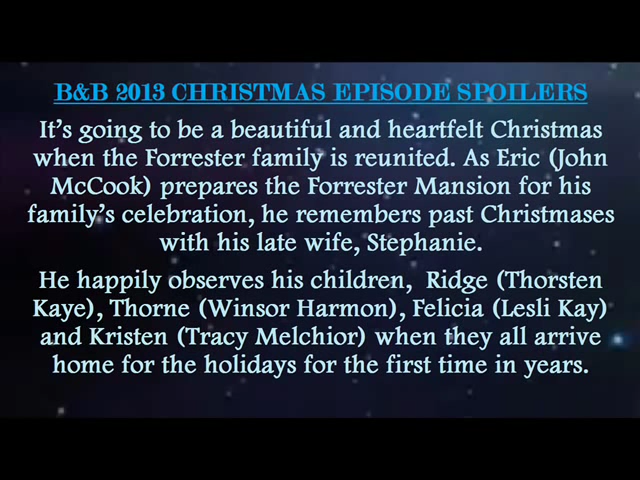 B&B 2013 CHRISTMAS EPISODE SPOILERS
It's going to be a beautiful and heartfelt Christmas
when the Forrester family is reunited. As Eric (John
McCook) prepares the Forrester Mansion for his
family's celebration, he remembers past Christmases
with his late wife, Stephanie.
He happily observes his children,  Ridge (Thorsten
Kaye), Thorne (Winsor Harmon), Felicia (Lesli Kay)
and Kristen (Tracy Melchior) when they all arrive
home for the holidays for the first time in years.